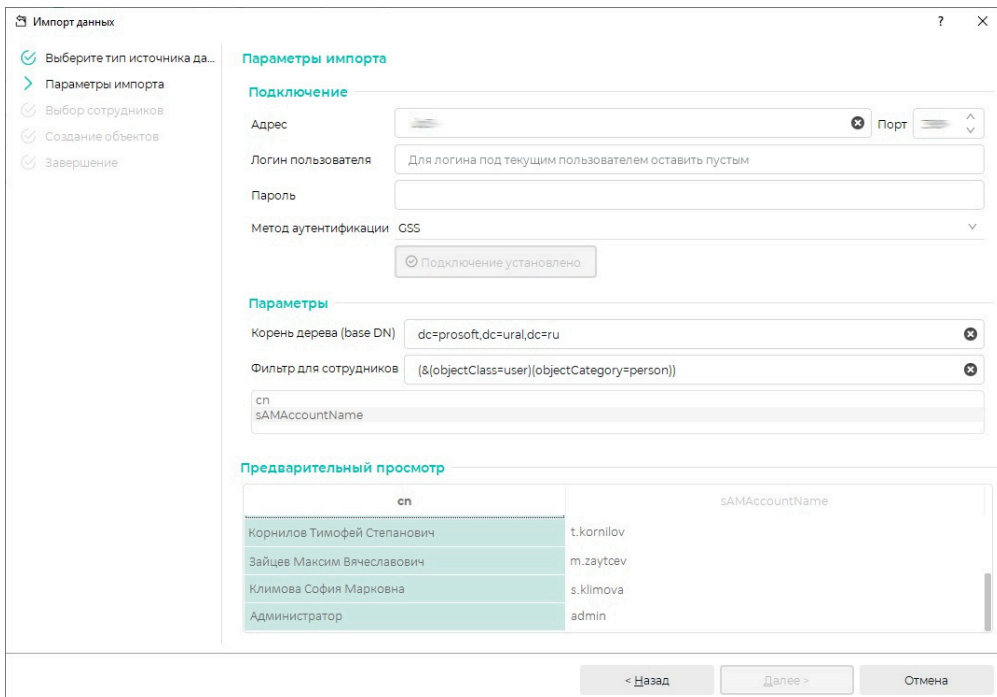 Импорт данных
?
Выберите тип источника да...
Параметры импорта
Выбор сотрудников
Создание объектов
Завершение
Параметры импорта
Подключение
Адрес
Порт
Логин пользователя
Для логина под текущим пользователем оставить пустым
Пароль
Метод аутентификации GSS
Подключение установлено
Параметры
Корень дерева (base DN) dc=prosoft,dc=ural,dc=ru
Фильтр для сотрудников (&(objectClass=user)(objectCategory=person))
cn
sAMAccountName
Предварительный просмотр
cn sAMAccountName
Корнилов Тимофей Степанович t.kornilov
Зайцев Максим Вячеславович m.zaytcev
Климова София Марковна s.klimova
Администратор admin
< Назад Далее > Отмена